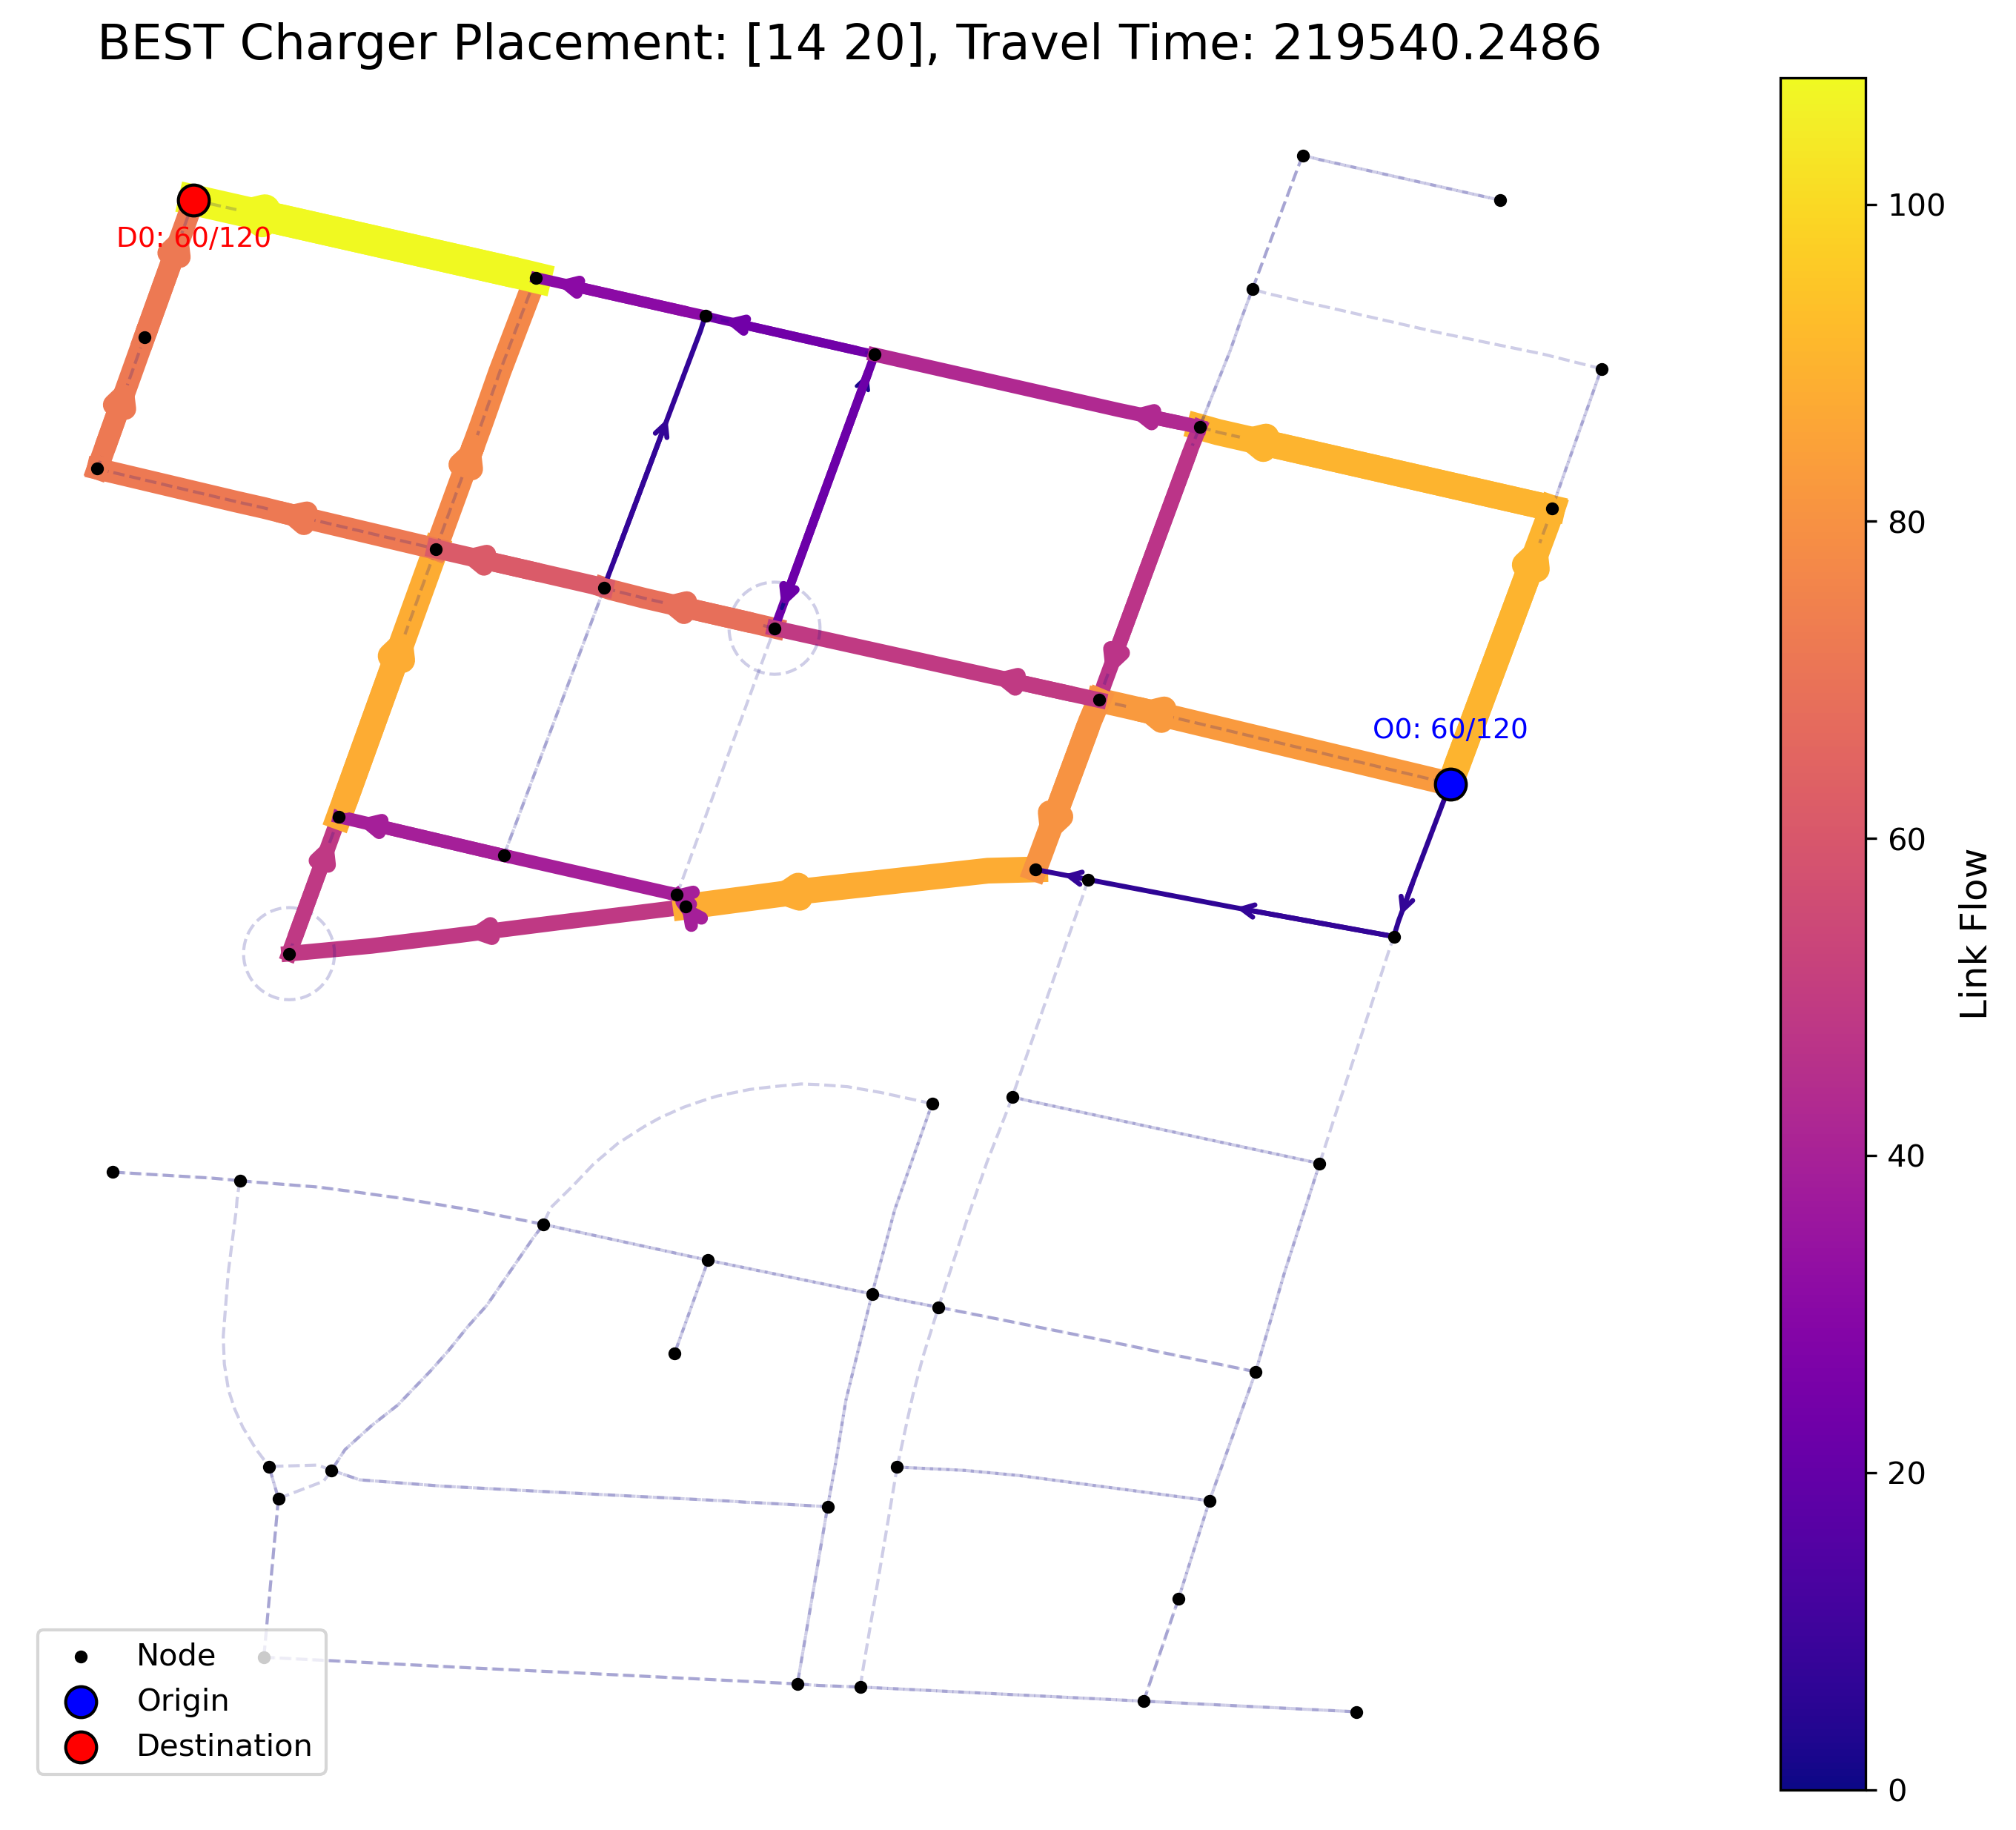 BEST Charger Placement: [14 20], Travel Time: 219540.2486
D0: 60/120
O0: 60/120
Node
Origin
Destination
100
80
60
40
20
0
Link Flow